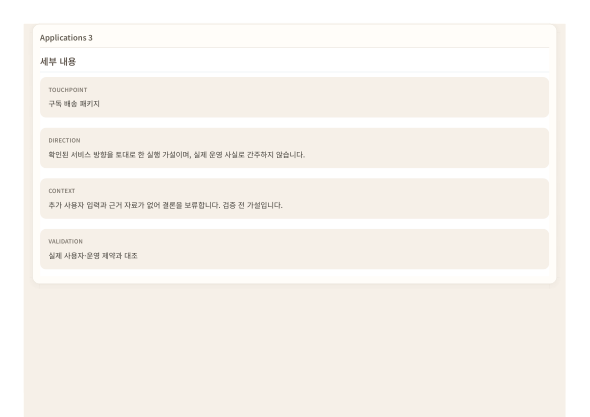 Applications 3
세부 내용
TOUCHPOINT
구독 배송 패키지
DIRECTION
확인된 서비스 방향을 토대로 한 실행 가설이며, 실제 운영 사실로 간주하지 않습니다.
CONTEXT
추가 사용자 입력과 근거 자료가 없어 결론을 보류합니다. 검증 전 가설입니다.
VALIDATION
실제 사용자·운영 제약과 대조